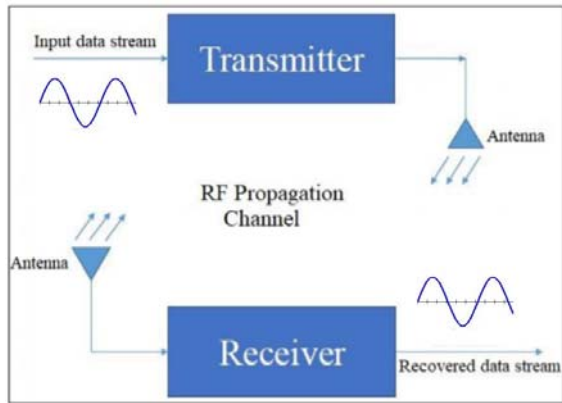 Input data stream
Transmitter
Antenna
RF Propagation
Channel
Antenna
Receiver
Recovered data stream